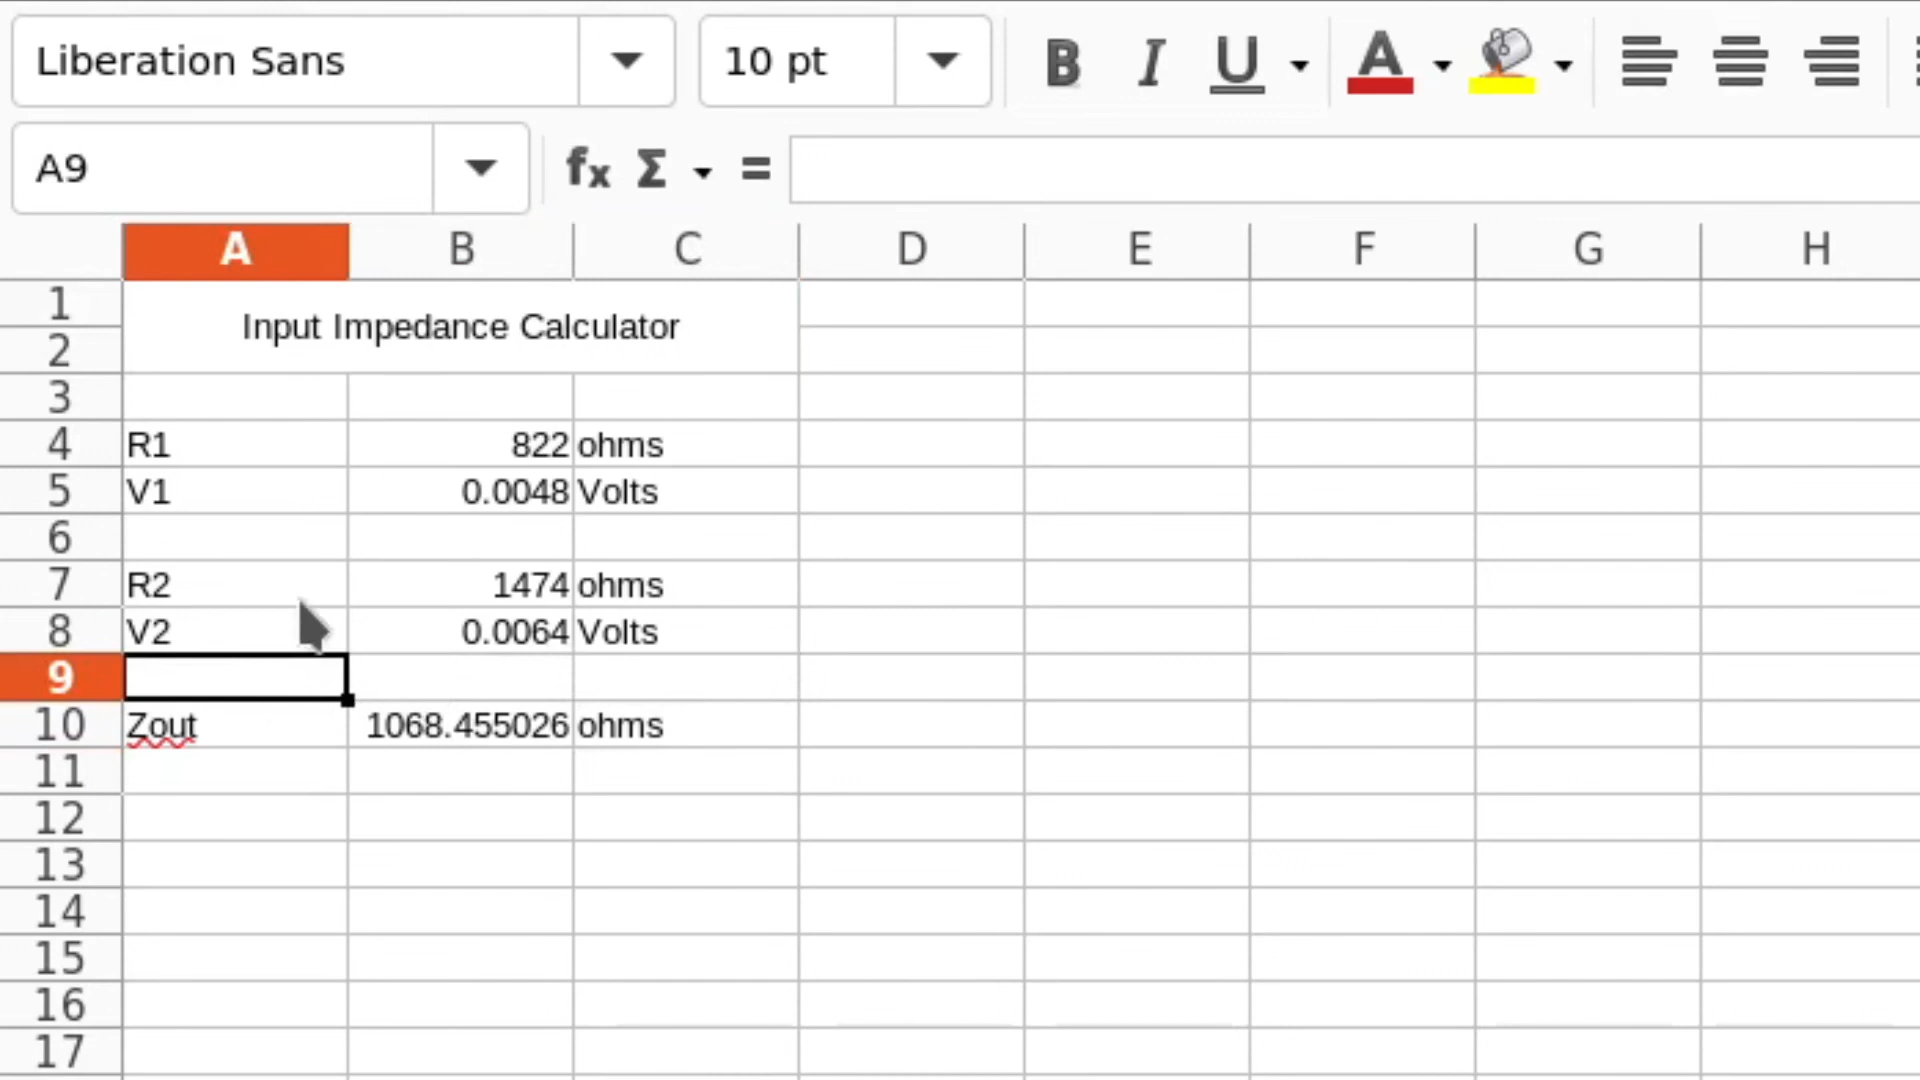 Liberation Sans 10 pt B I U A
A9 fx Σ =
A B C D E F G H
1
Input Impedance Calculator
2
3
4 R1 822 ohms
5 V1 0.0048 Volts
6
7 R2 1474 ohms
8 V2 0.0064 Volts
9
10 Zout 1068.455026 ohms
11
12
13
14
15
16
17